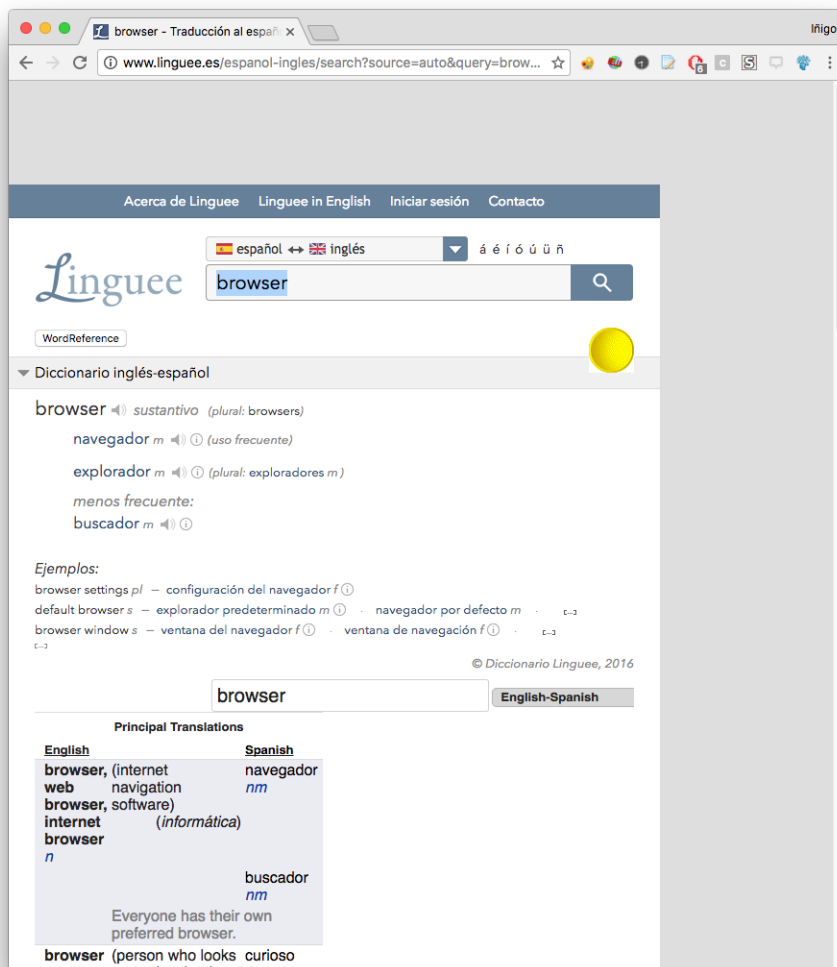 browser - Traducción al españ
Iñigo
www.linguee.es/espanol-ingles/search?source=auto&query=brow...
6
C
S
Acerca de Linguee Linguee in English Iniciar sesión Contacto
Linguee
español ↔ inglés
á é í ó ú ü ñ
browser
WordReference
Diccionario inglés-español
browser sustantivo (plural: browsers)
navegador m (uso frecuente)
explorador m (plural: exploradores m)
menos frecuente:
buscador m
Ejemplos:
browser settings pl — configuración del navegador f
default browser s — explorador predeterminado m · navegador por defecto m · [...]
browser window s — ventana del navegador f · ventana de navegación f · [...]
[...]
© Diccionario Linguee, 2016
browser
English-Spanish
Principal Translations
English Spanish
browser, (internet navegador
web navigation nm
browser, software)
internet (informática)
browser
n
buscador
nm
Everyone has their own
preferred browser.
browser (person who looks curioso